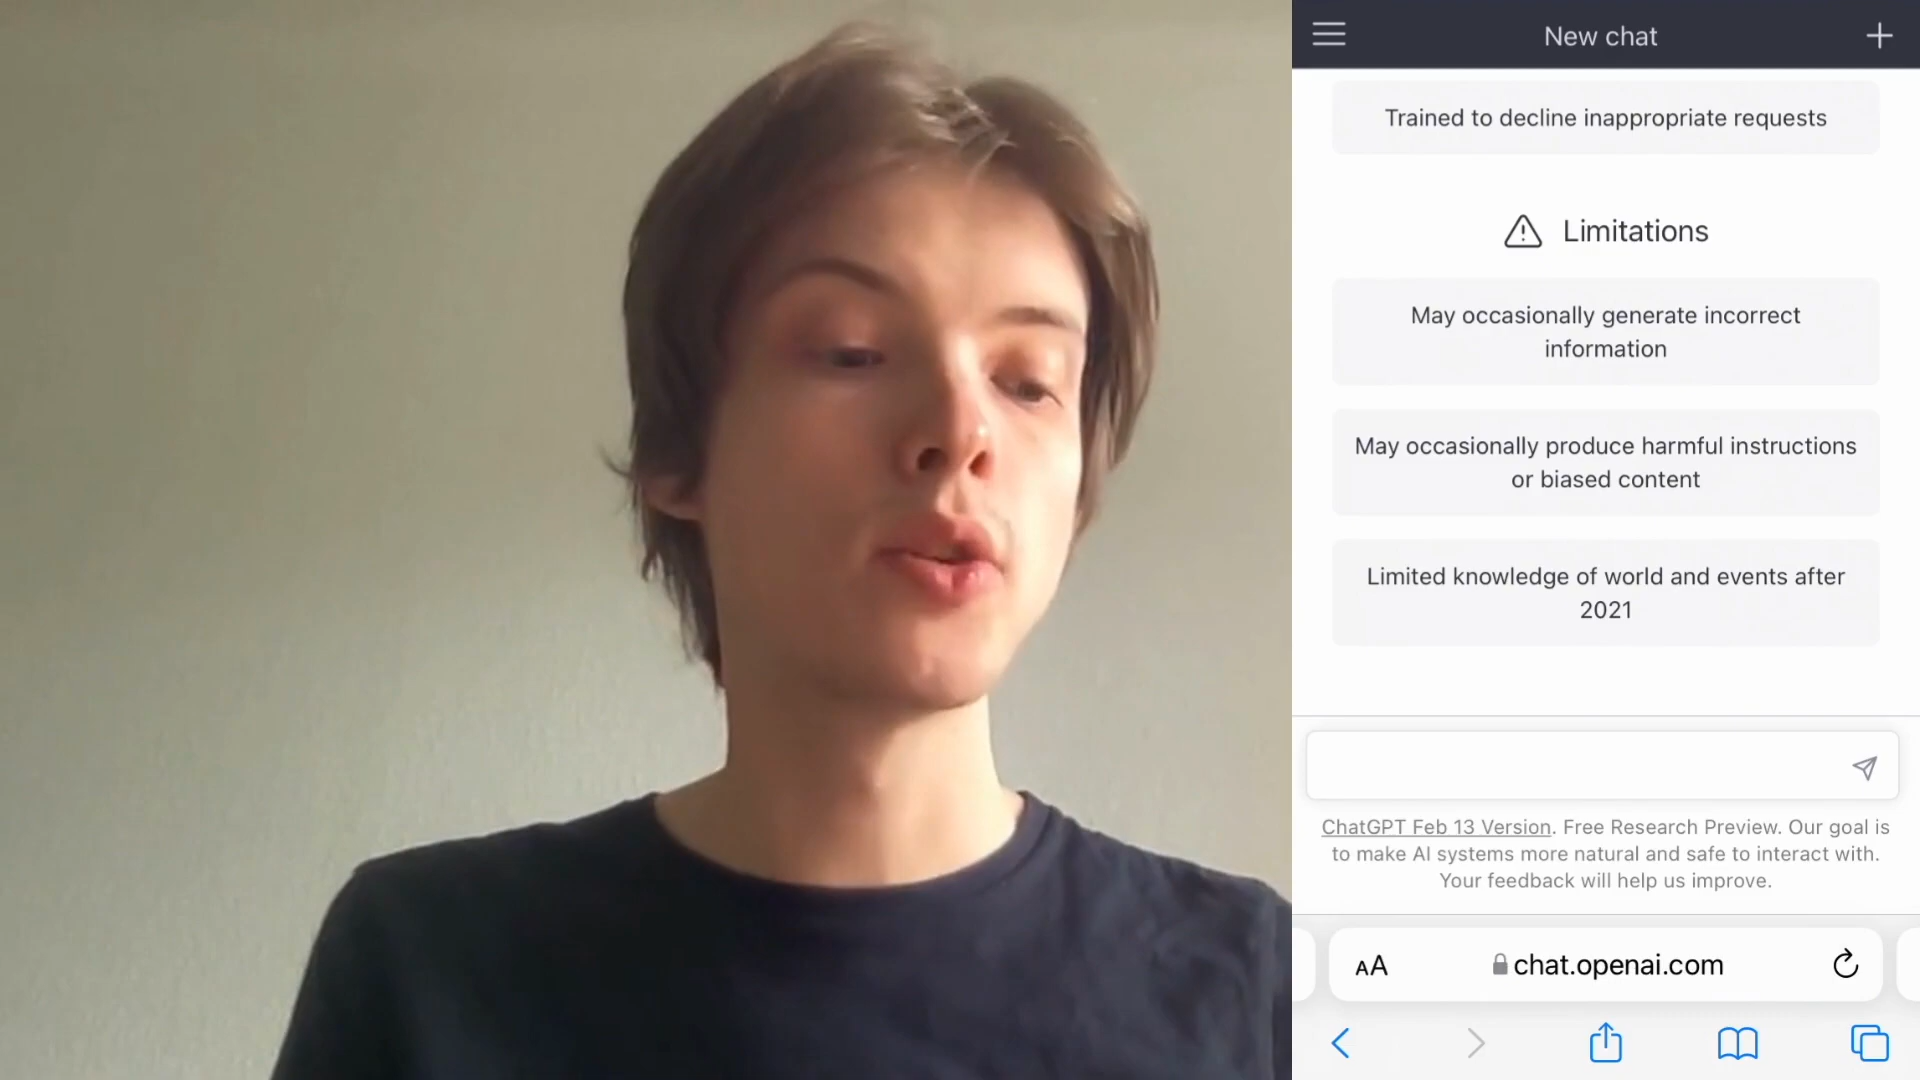 New chat
Trained to decline inappropriate requests
Limitations
May occasionally generate incorrect
information
May occasionally produce harmful instructions
or biased content
Limited knowledge of world and events after
2021
ChatGPT Feb 13 Version. Free Research Preview. Our goal is
to make AI systems more natural and safe to interact with.
Your feedback will help us improve.
AA
chat.openai.com